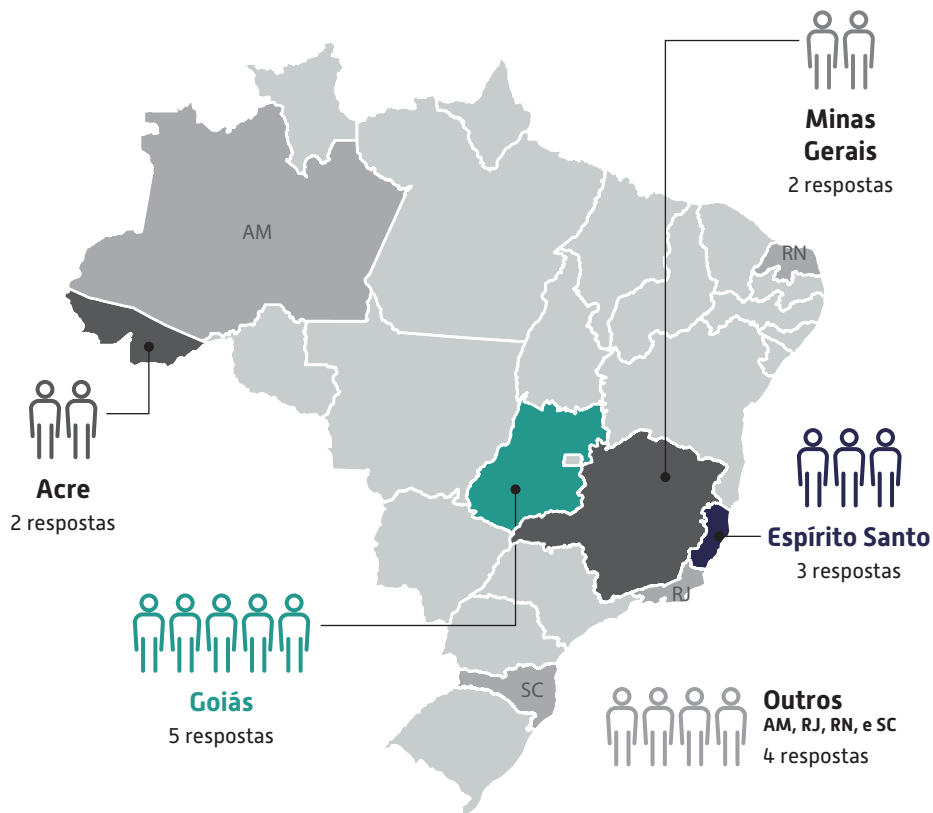 Minas
Gerais
2 respostas
AM
RN
Acre
2 respostas
Espírito Santo
3 respostas
RJ
Goiás
5 respostas
SC
Outros
AM, RJ, RN, e SC
4 respostas